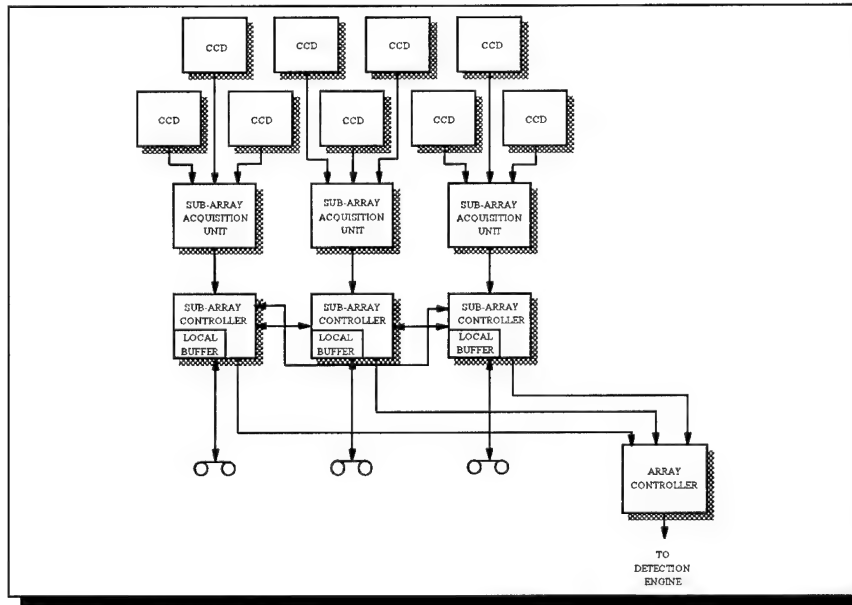 CCD
CCD
CCD
CCD
CCD
CCD
CCD
CCD
CCD
SUB-ARRAY
ACQUISITION
UNIT
SUB-ARRAY
ACQUISITION
UNIT
SUB-ARRAY
ACQUISITION
UNIT
SUB-ARRAY
CONTROLLER
LOCAL
BUFFER
SUB-ARRAY
CONTROLLER
LOCAL
BUFFER
SUB-ARRAY
CONTROLLER
LOCAL
BUFFER
ARRAY
CONTROLLER
TO
DETECTION
ENGINE